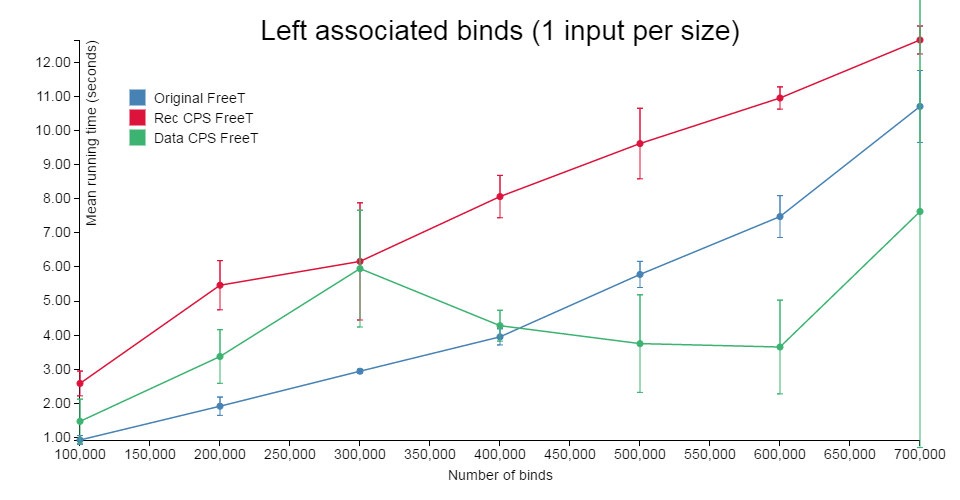 Left associated binds (1 input per size)
Mean running time (seconds)
Original FreeT
Rec CPS FreeT
Data CPS FreeT
12.00
11.00
10.00
9.00
8.00
7.00
6.00
5.00
4.00
3.00
2.00
1.00
100,000 150,000 200,000 250,000 300,000 350,000 400,000 450,000 500,000 550,000 600,000 650,000 700,000
Number of binds